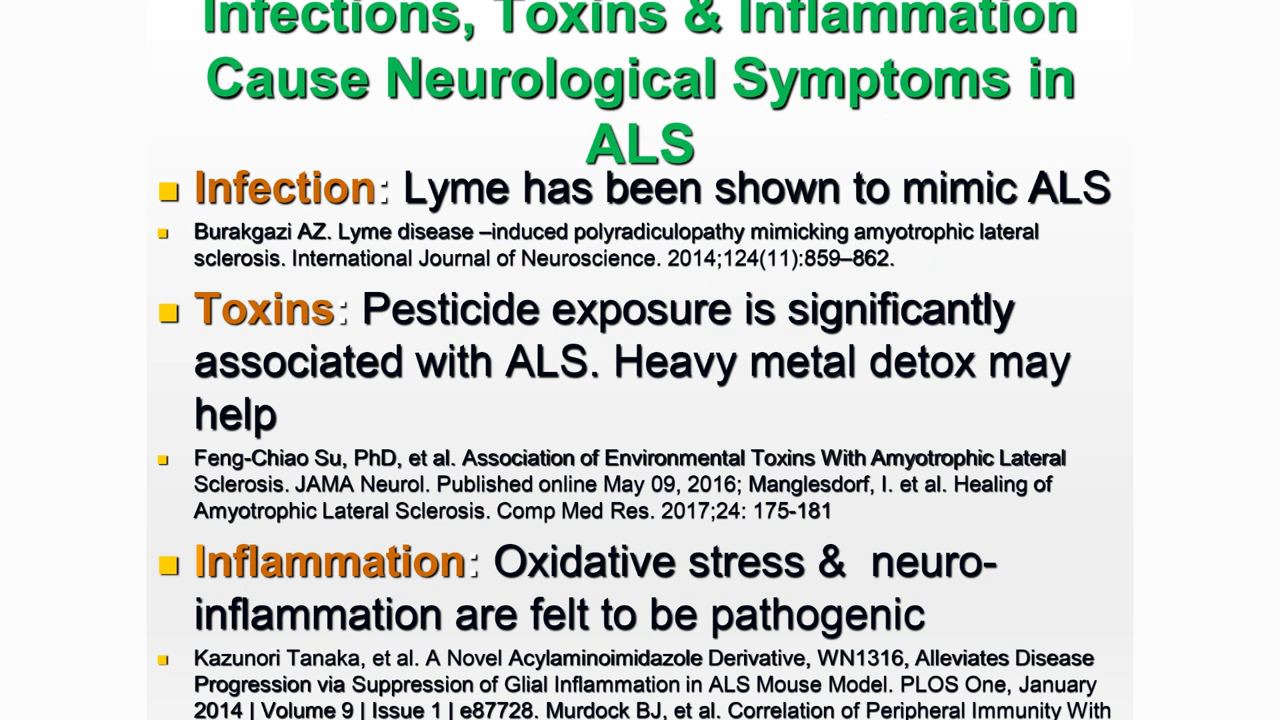 Infections, Toxins & Inflammation
Cause Neurological Symptoms in
ALS
Infection: Lyme has been shown to mimic ALS
Burakgazi AZ. Lyme disease –induced polyradiculopathy mimicking amyotrophic lateral
sclerosis. International Journal of Neuroscience. 2014;124(11):859–862.
Toxins: Pesticide exposure is significantly
associated with ALS. Heavy metal detox may
help
Feng-Chiao Su, PhD, et al. Association of Environmental Toxins With Amyotrophic Lateral
Sclerosis. JAMA Neurol. Published online May 09, 2016; Manglesdorf, I. et al. Healing of
Amyotrophic Lateral Sclerosis. Comp Med Res. 2017;24: 175-181
Inflammation: Oxidative stress & neuro-
inflammation are felt to be pathogenic
Kazunori Tanaka, et al. A Novel Acylaminoimidazole Derivative, WN1316, Alleviates Disease
Progression via Suppression of Glial Inflammation in ALS Mouse Model. PLOS One, January
2014 | Volume 9 | Issue 1 | e87728. Murdock BJ, et al. Correlation of Peripheral Immunity With